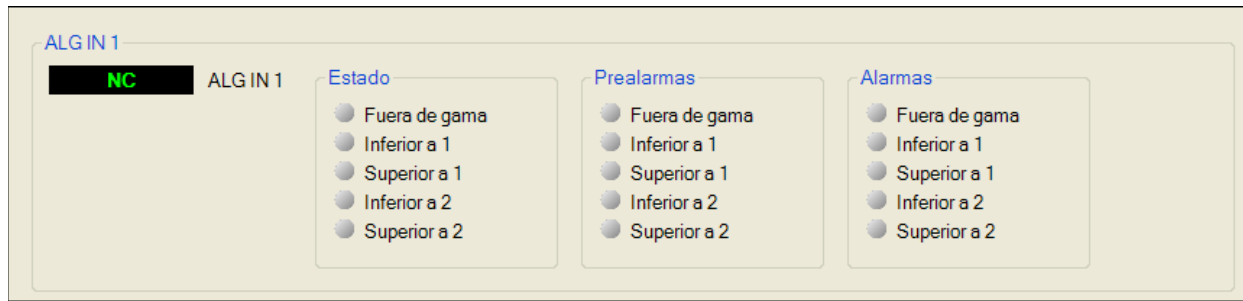 ALG IN 1
NC ALG IN 1
Estado
Fuera de gama
Inferior a 1
Superior a 1
Inferior a 2
Superior a 2
Prealarmas
Fuera de gama
Inferior a 1
Superior a 1
Inferior a 2
Superior a 2
Alarmas
Fuera de gama
Inferior a 1
Superior a 1
Inferior a 2
Superior a 2